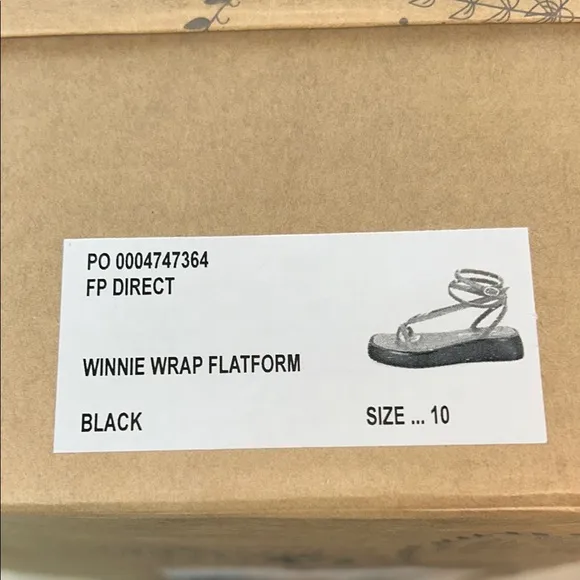 PO 0004747364
FP DIRECT
WINNIE WRAP FLATFORM
BLACK SIZE ... 10